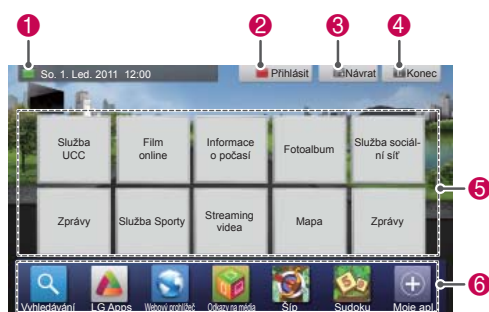 1
2
3
4
So. 1. Led. 2011 12:00
Přihlásit
Návrat
Konec
Služba
UCC
Film
online
Informace
o počasí
Fotoalbum
Služba sociál-
ní síť
5
Zprávy
Služba Sporty
Streaming
videa
Mapa
Zprávy
6
Vyhledávání
LG Apps
Webový prohlížeč
Odkazy na média
Šíp
Sudoku
Moje apl.